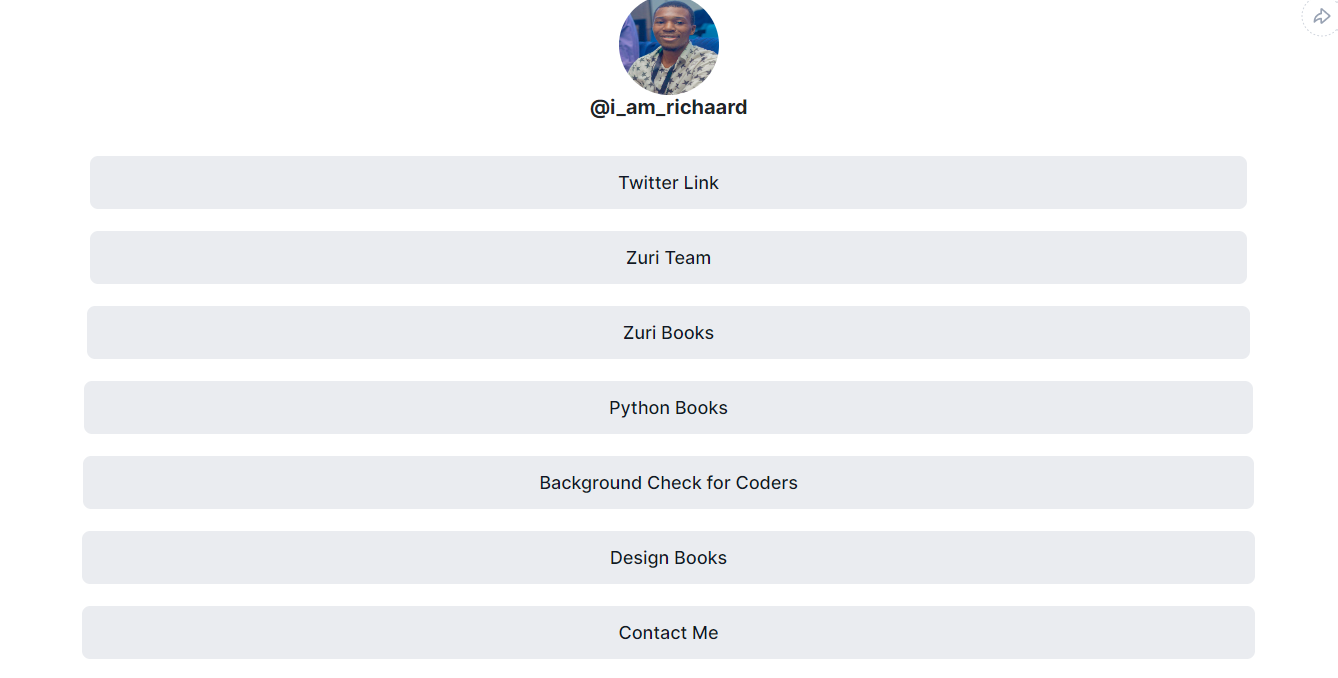 @i_am_richaard
Twitter Link
Zuri Team
Zuri Books
Python Books
Background Check for Coders
Design Books
Contact Me